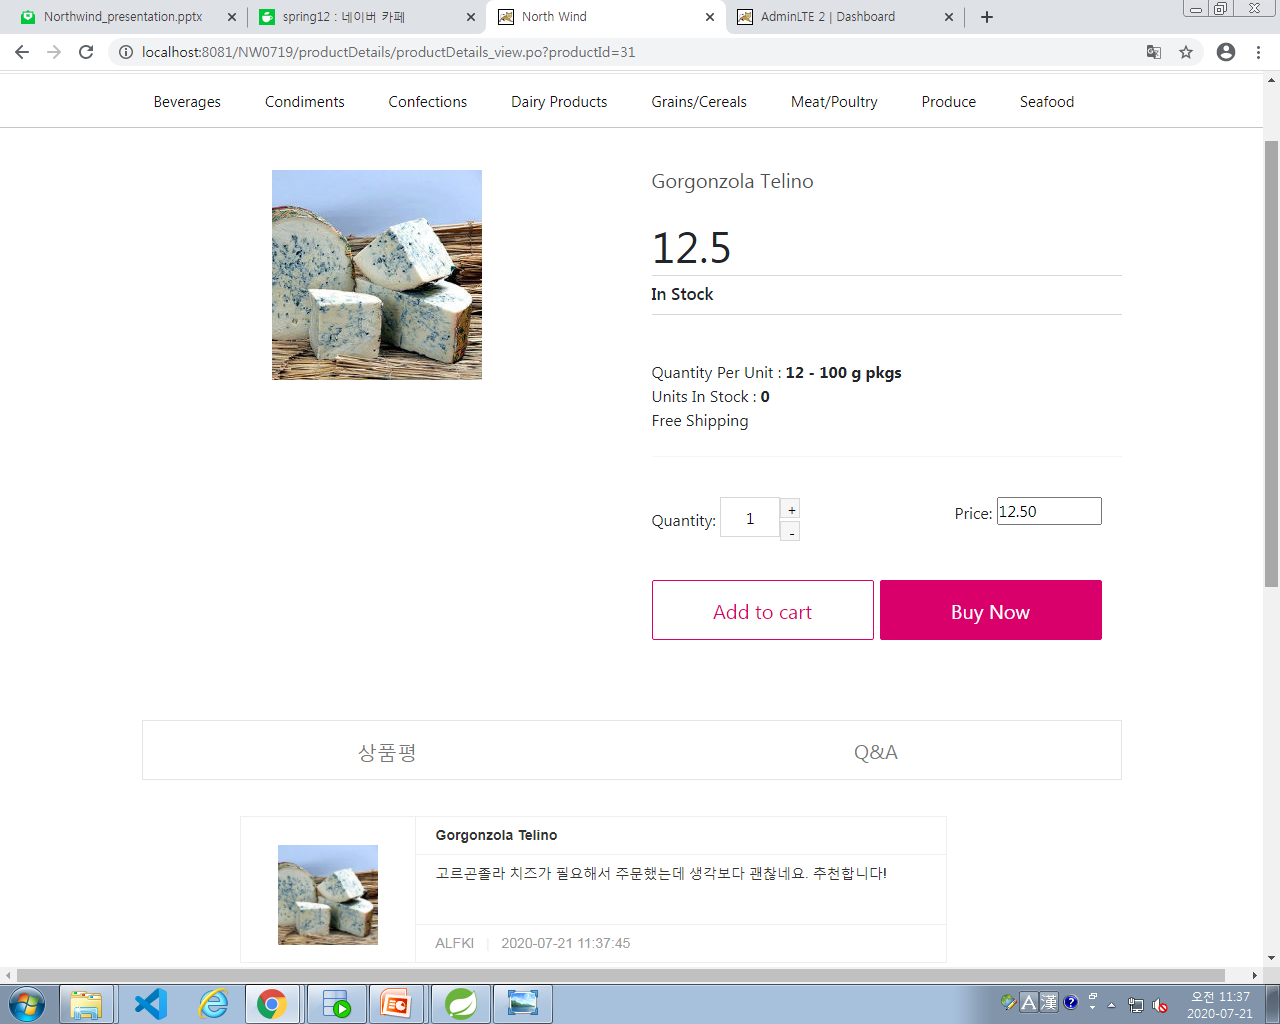 Northwind_presentation.pptx
spring12 : 네이버 카페
North Wind
AdminLTE 2 | Dashboard
localhost:8081/NW0719/productDetails/productDetails_view.po?productId=31
Beverages
Condiments
Confections
Dairy Products
Grains/Cereals
Meat/Poultry
Produce
Seafood
Gorgonzola Telino
12.5
In Stock
Quantity Per Unit : 12 - 100 g pkgs
Units In Stock : 0
Free Shipping
Quantity: 1
+
-
Price: 12.50
Add to cart
Buy Now
상품평
Q&A
Gorgonzola Telino
고르곤졸라 치즈가 필요해서 주문했는데 생각보다 괜찮네요. 추천합니다!
ALFKI | 2020-07-21 11:37:45
A 漢
오전 11:37
2020-07-21